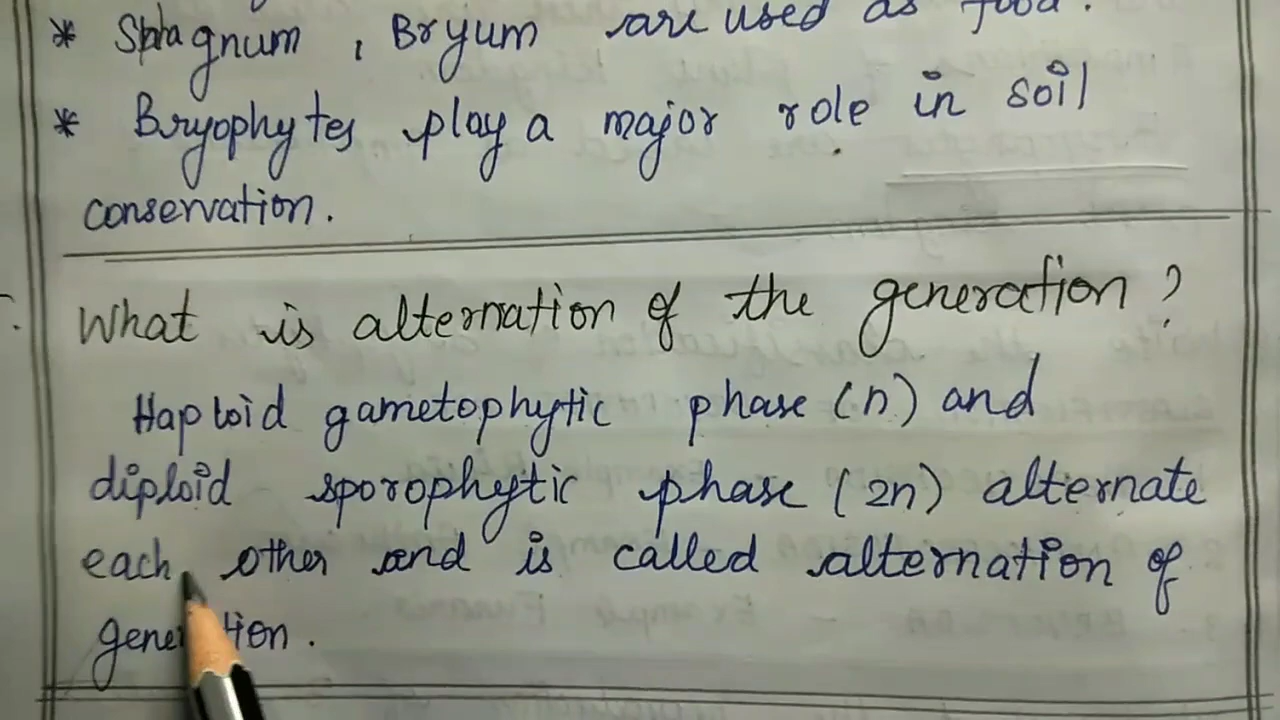 * Sphagnum, Bryum are used as food.
* Bryophytes play a major role in soil
conservation.
What is alternation of the generation?
Haploid gametophytic phase (n) and
diploid sporophytic phase (2n) alternate
each other and is called alternation of
generation.